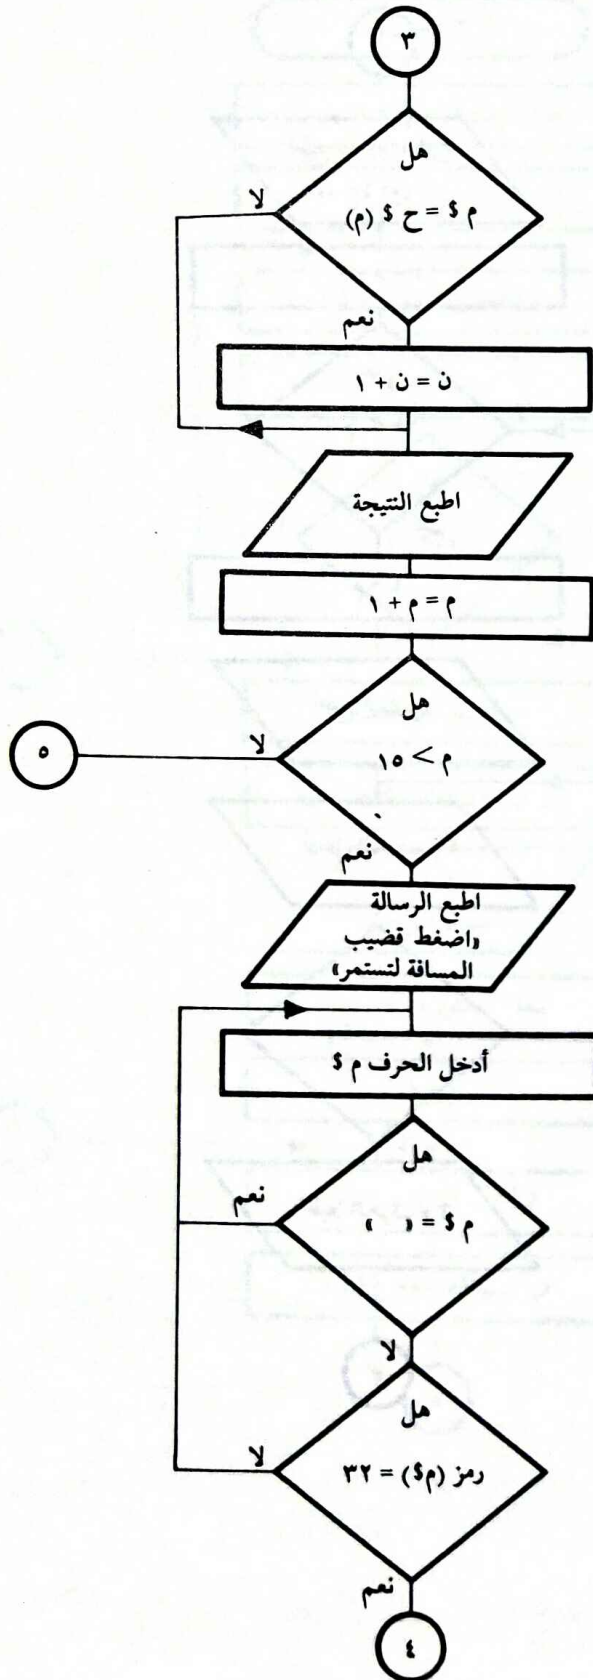 ٣
هل
م $ = ح $ (م)
لا
نعم
ن = ن + ١
اطبع النتيجة
م = م + ١
هل
م > ١٥
لا
٥
نعم
اطبع الرسالة
«اضغط قضيب
المسافة لتستمر»
أدخل الحرف م $
هل
م $ = « »
نعم
لا
هل
رمز (م$) = ٣٢
لا
نعم
٤